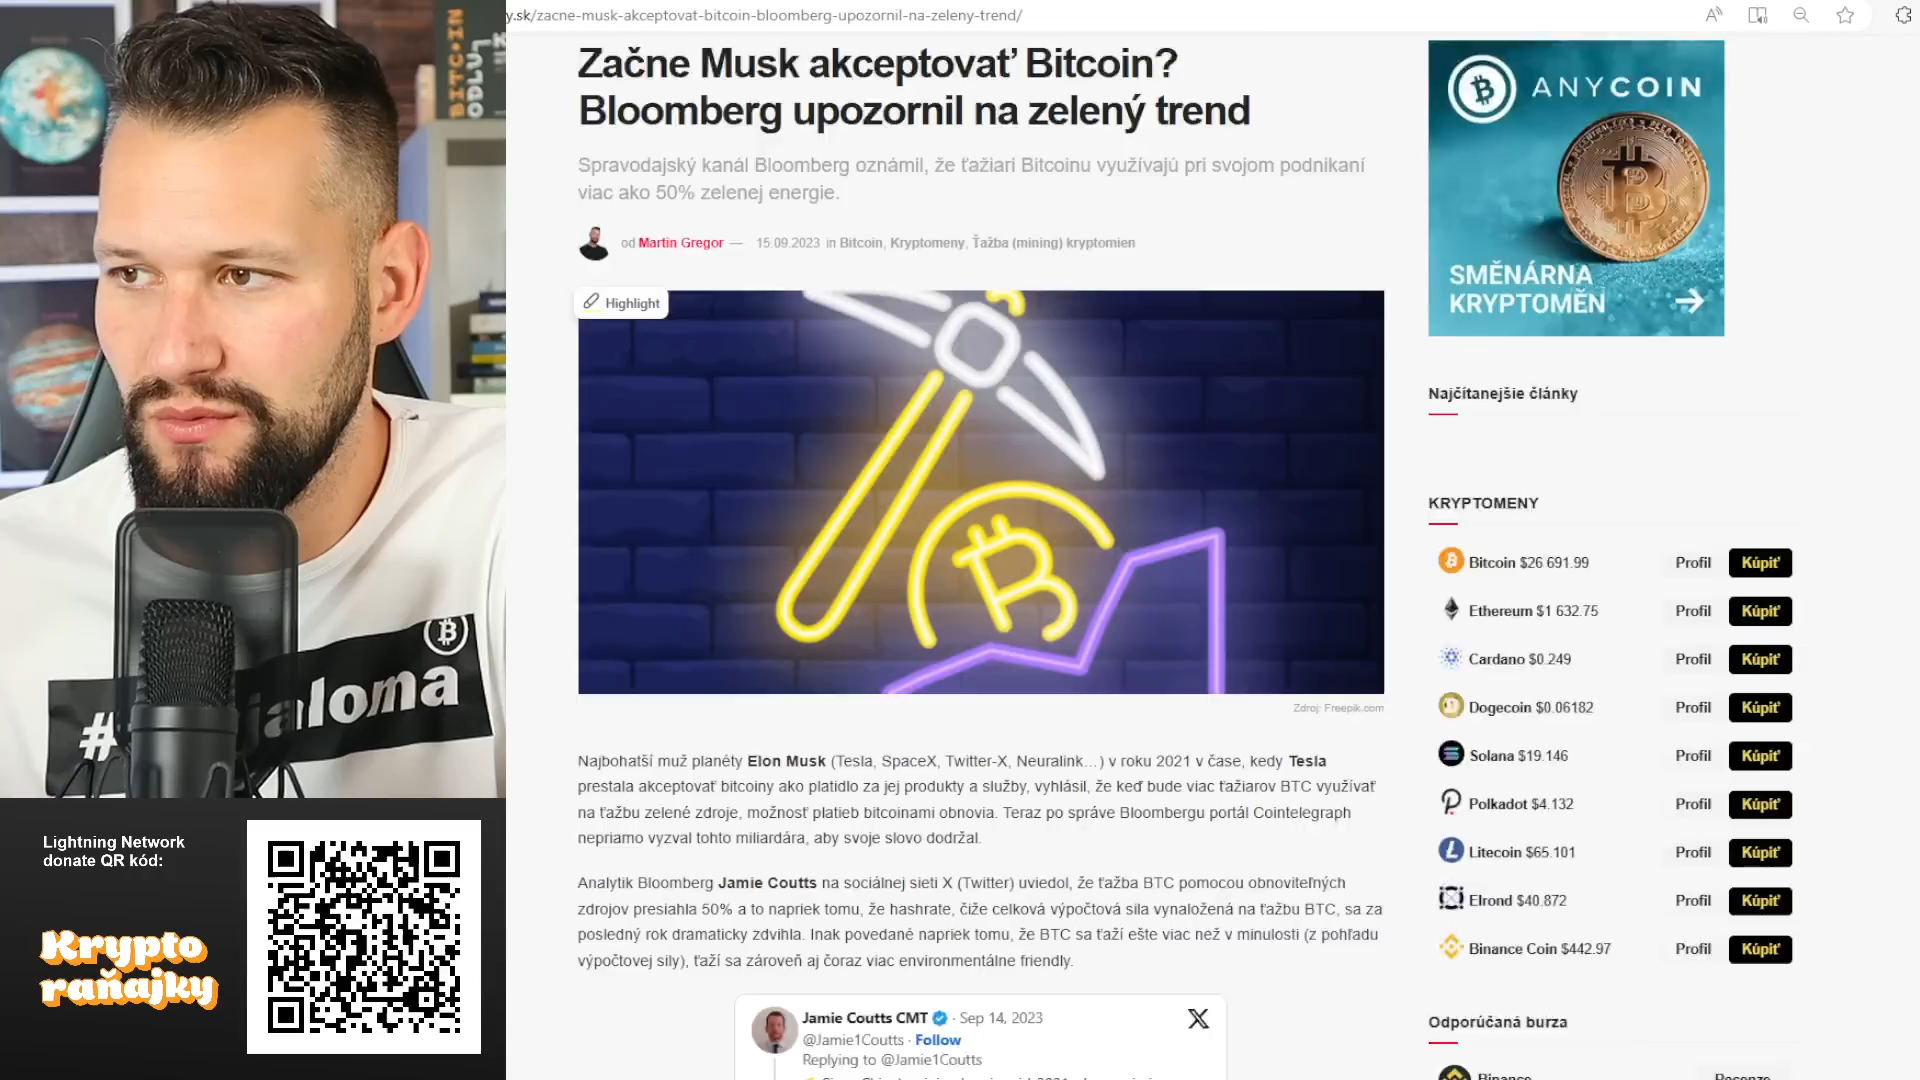 y.sk/zacne-musk-akceptovat-bitcoin-bloomberg-upozornil-na-zeleny-trend/
Začne Musk akceptovať Bitcoin?
Bloomberg upozornil na zelený trend
Spravodajský kanál Bloomberg oznámil, že ťažiari Bitcoinu využívajú pri svojom podnikaní
viac ako 50% zelenej energie.
od Martin Gregor — 15.09.2023 in Bitcoin, Kryptomeny, Ťažba (mining) kryptomien
Highlight
Zdroj: Freepik.com
Najbohatší muž planéty Elon Musk (Tesla, SpaceX, Twitter-X, Neuralink...) v roku 2021 v čase, kedy Tesla
prestala akceptovať bitcoiny ako platidlo za jej produkty a služby, vyhlásil, že keď bude viac ťažiarov BTC využívať
na ťažbu zelené zdroje, možnosť platieb bitcoinami obnovia. Teraz po správe Bloombergu portál Cointelegraph
nepriamo vyzval tohto miliardára, aby svoje slovo dodržal.
Analytik Bloomberg Jamie Coutts na sociálnej sieti X (Twitter) uviedol, že ťažba BTC pomocou obnoviteľných
zdrojov presiahla 50% a to napriek tomu, že hashrate, čiže celková výpočtová sila vynaložená na ťažbu BTC, sa za
posledný rok dramaticky zdvihla. Inak povedané napriek tomu, že BTC sa ťaží ešte viac než v minulosti (z pohľadu
výpočtovej sily), ťaží sa zároveň aj čoraz viac environmentálne friendly.
Jamie Coutts CMT · Sep 14, 2023
@Jamie1Coutts · Follow
Replying to @Jamie1Coutts
ANYCOIN
SMĚNÁRNA
KRYPTOMĚN
Najčítanejšie články
KRYPTOMENY
Bitcoin $26 691.99 Profil Kúpiť
Ethereum $1 632.75 Profil Kúpiť
Cardano $0.249 Profil Kúpiť
Dogecoin $0.06182 Profil Kúpiť
Solana $19.146 Profil Kúpiť
Polkadot $4.132 Profil Kúpiť
Litecoin $65.101 Profil Kúpiť
Elrond $40.872 Profil Kúpiť
Binance Coin $442.97 Profil Kúpiť
Odporúčaná burza
Binance Recenze
BITCOIN
ODLU
aloma
Lightning Network
donate QR kód:
Krypto
raňajky